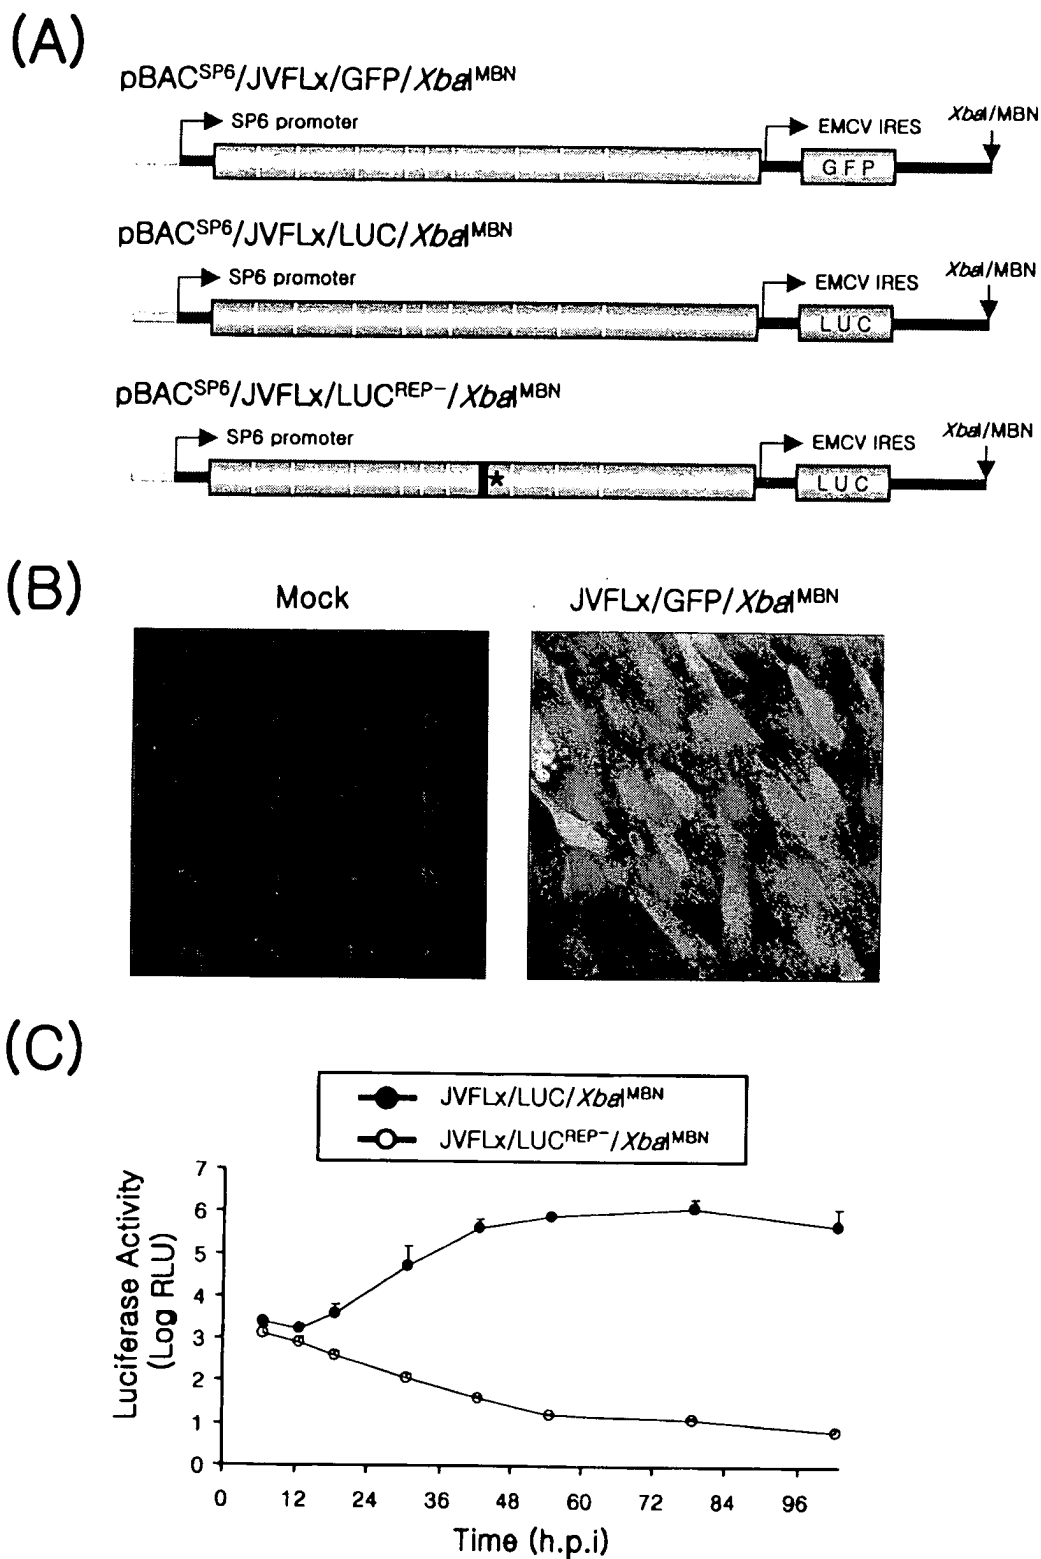 (A)
pBACSP6/JVFLx/GFP/XbaIMBN
SP6 promoter
EMCV IRES
XbaI/MBN
GFP
pBACSP6/JVFLx/LUC/XbaIMBN
SP6 promoter
EMCV IRES
XbaI/MBN
LUC
pBACSP6/JVFLx/LUCREP-/XbaIMBN
SP6 promoter
EMCV IRES
XbaI/MBN
*
LUC
(B)
Mock
JVFLx/GFP/XbaIMBN
(C)
JVFLx/LUC/XbaIMBN
JVFLx/LUCREP-/XbaIMBN
Luciferase Activity
(Log RLU)
7
6
5
4
3
2
1
0
0 12 24 36 48 60 72 84 96
Time (h.p.i)